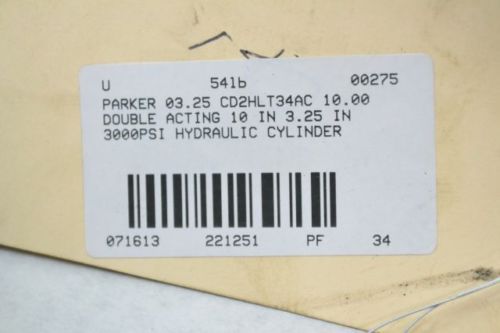 U 541b 00275
PARKER 03.25 CD2HLT34AC 10.00
DOUBLE ACTING 10 IN 3.25 IN
3000PSI HYDRAULIC CYLINDER
071613 221251 PF 34